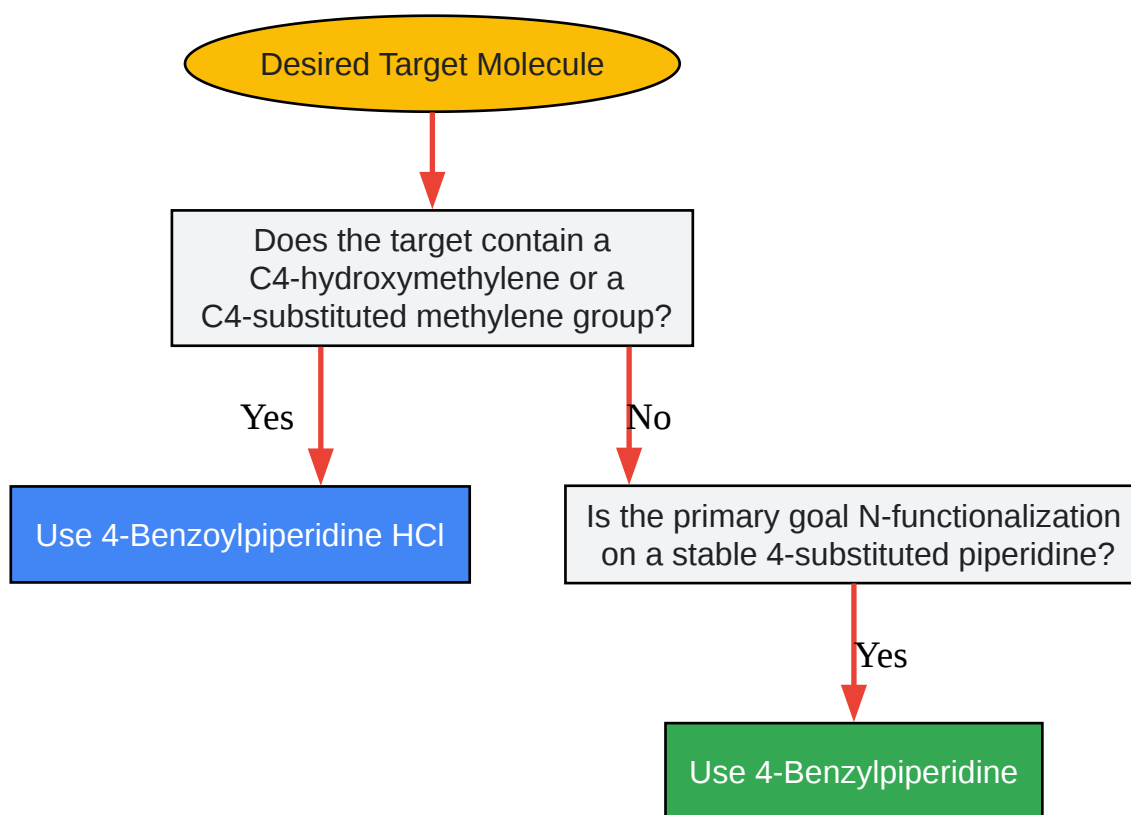 Desired Target Molecule
Does the target contain a
C4-hydroxymethylene or a
C4-substituted methylene group?
Yes
No
Use 4-Benzoylpiperidine HCl
Is the primary goal N-functionalization
on a stable 4-substituted piperidine?
Yes
Use 4-Benzylpiperidine